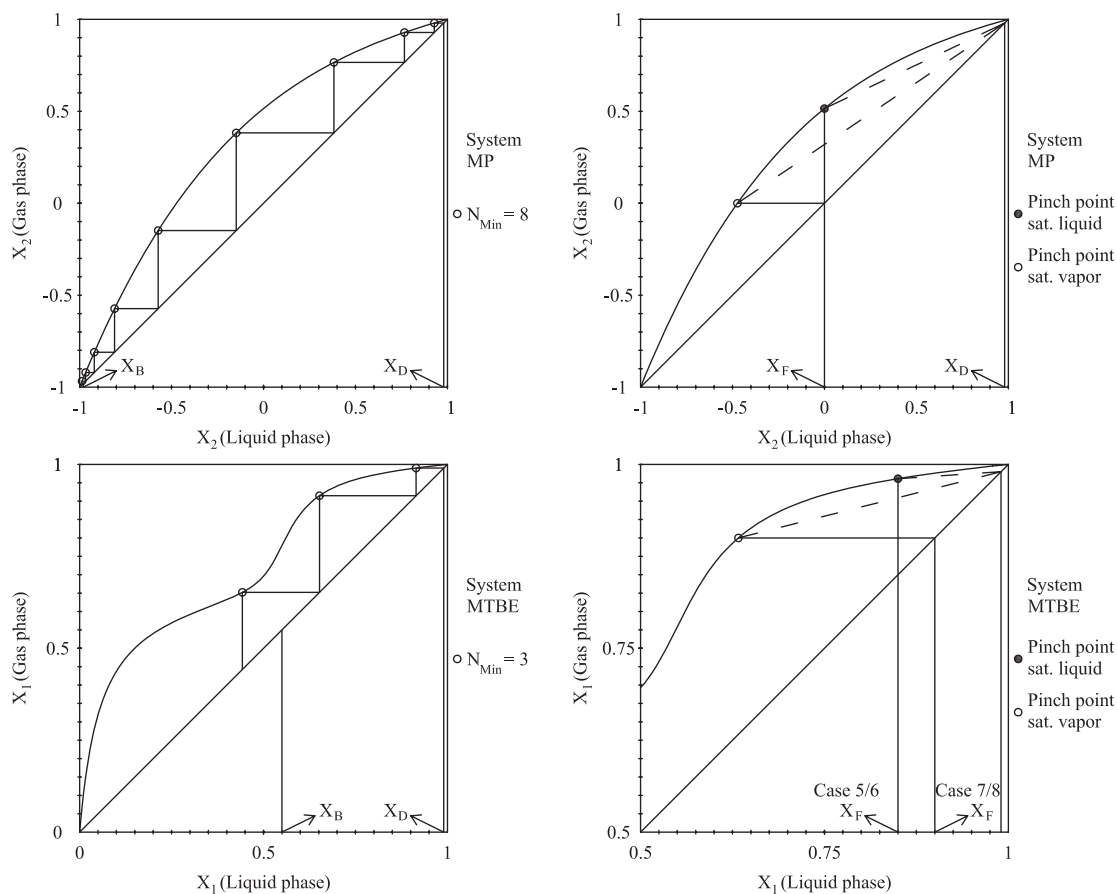 1
0.5
0
-0.5
-1
-1
-0.5
0
0.5
1
X2 (Gas phase)
X2 (Liquid phase)
XB
XD
System
MP
NMin = 8
1
0.5
0
-0.5
-1
-1
-0.5
0
0.5
1
X2 (Gas phase)
X2 (Liquid phase)
XF
XD
System
MP
Pinch point
sat. liquid
Pinch point
sat. vapor
1
0.5
0
0
0.5
1
X1 (Gas phase)
X1 (Liquid phase)
XB
XD
System
MTBE
NMin = 3
1
0.75
0.5
0.5
0.75
1
X1 (Gas phase)
X1 (Liquid phase)
Case 5/6
XF
Case 7/8
XF
System
MTBE
Pinch point
sat. liquid
Pinch point
sat. vapor